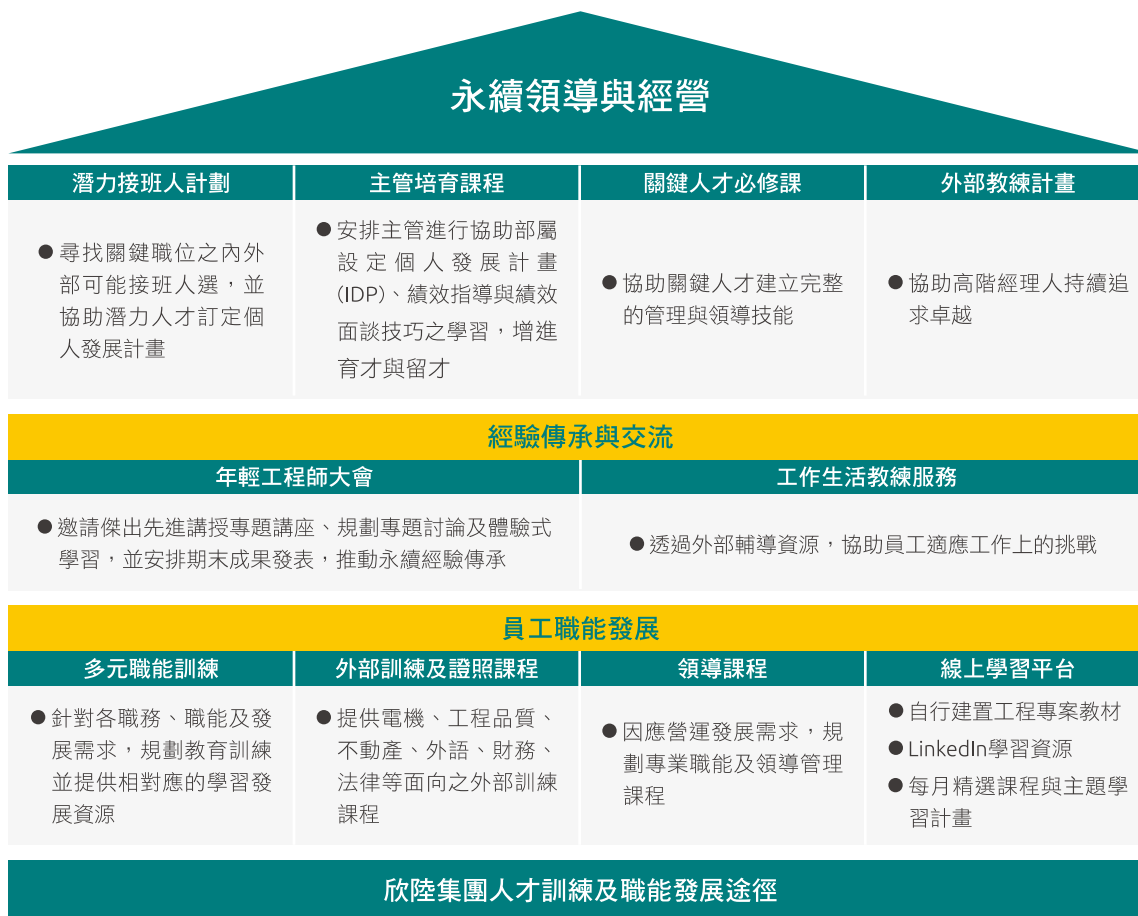 永續領導與經營
潛力接班人計劃
主管培育課程
關鍵人才必修課
外部教練計畫
● 尋找關鍵職位之內外
部可能接班人選，並
協助潛力人才訂定個
人發展計畫
● 安排主管進行協助部屬
設定個人發展計畫
(IDP)、績效指導與績效
面談技巧之學習，增進
育才與留才
● 協助關鍵人才建立完整
的管理與領導技能
● 協助高階經理人持續追
求卓越
經驗傳承與交流
年輕工程師大會
工作生活教練服務
● 邀請傑出先進講授專題講座、規劃專題討論及體驗式
學習，並安排期末成果發表，推動永續經驗傳承
● 透過外部輔導資源，協助員工適應工作上的挑戰
員工職能發展
多元職能訓練
外部訓練及證照課程
領導課程
線上學習平台
● 針對各職務、職能及發
展需求，規劃教育訓練
並提供相對應的學習發
展資源
● 提供電機、工程品質、
不動產、外語、財務、
法律等面向之外部訓練
課程
● 因應營運發展需求，規
劃專業職能及領導管理
課程
● 自行建置工程專案教材
● LinkedIn學習資源
● 每月精選課程與主題學
習計畫
欣陸集團人才訓練及職能發展途徑